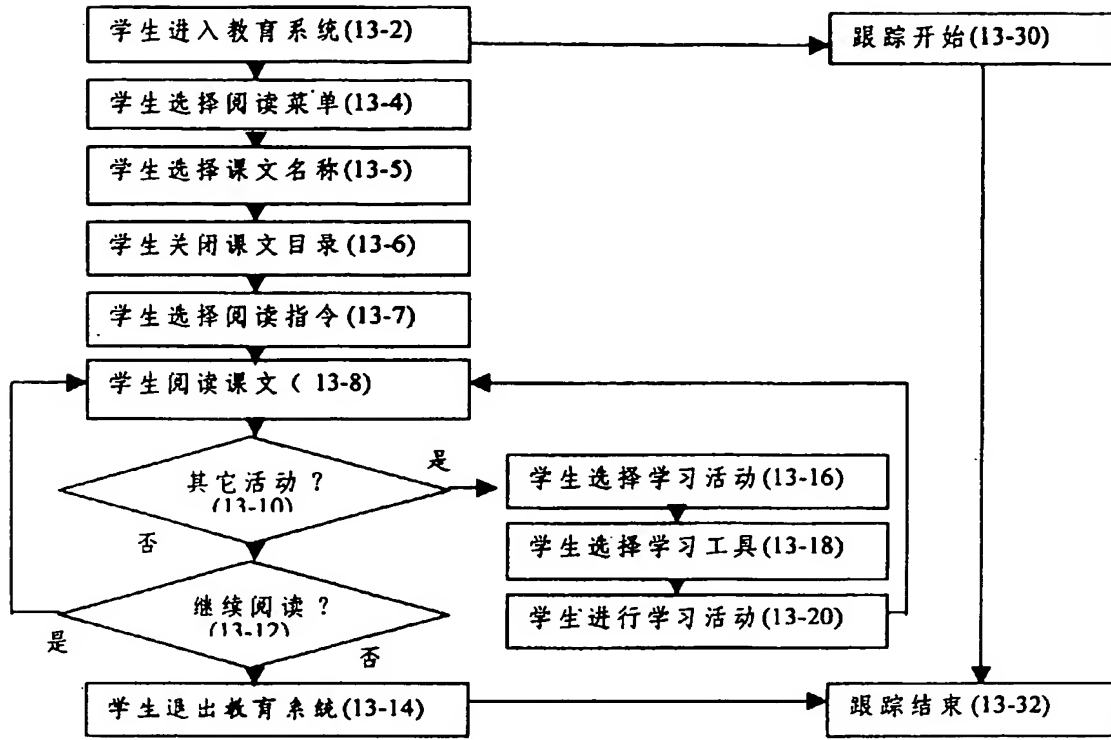 学生进入教育系统(13-2)
跟踪开始(13-30)
学生选择阅读菜单(13-4)
学生选择课文名称(13-5)
学生关闭课文目录(13-6)
学生选择阅读指令(13-7)
学生阅读课文( 13-8)
其它活动?
(13-10)
是
否
学生选择学习活动(13-16)
学生选择学习工具(13-18)
学生进行学习活动(13-20)
继续阅读?
(13-12)
是
否
学生退出教育系统(13-14)
跟踪结束(13-32)